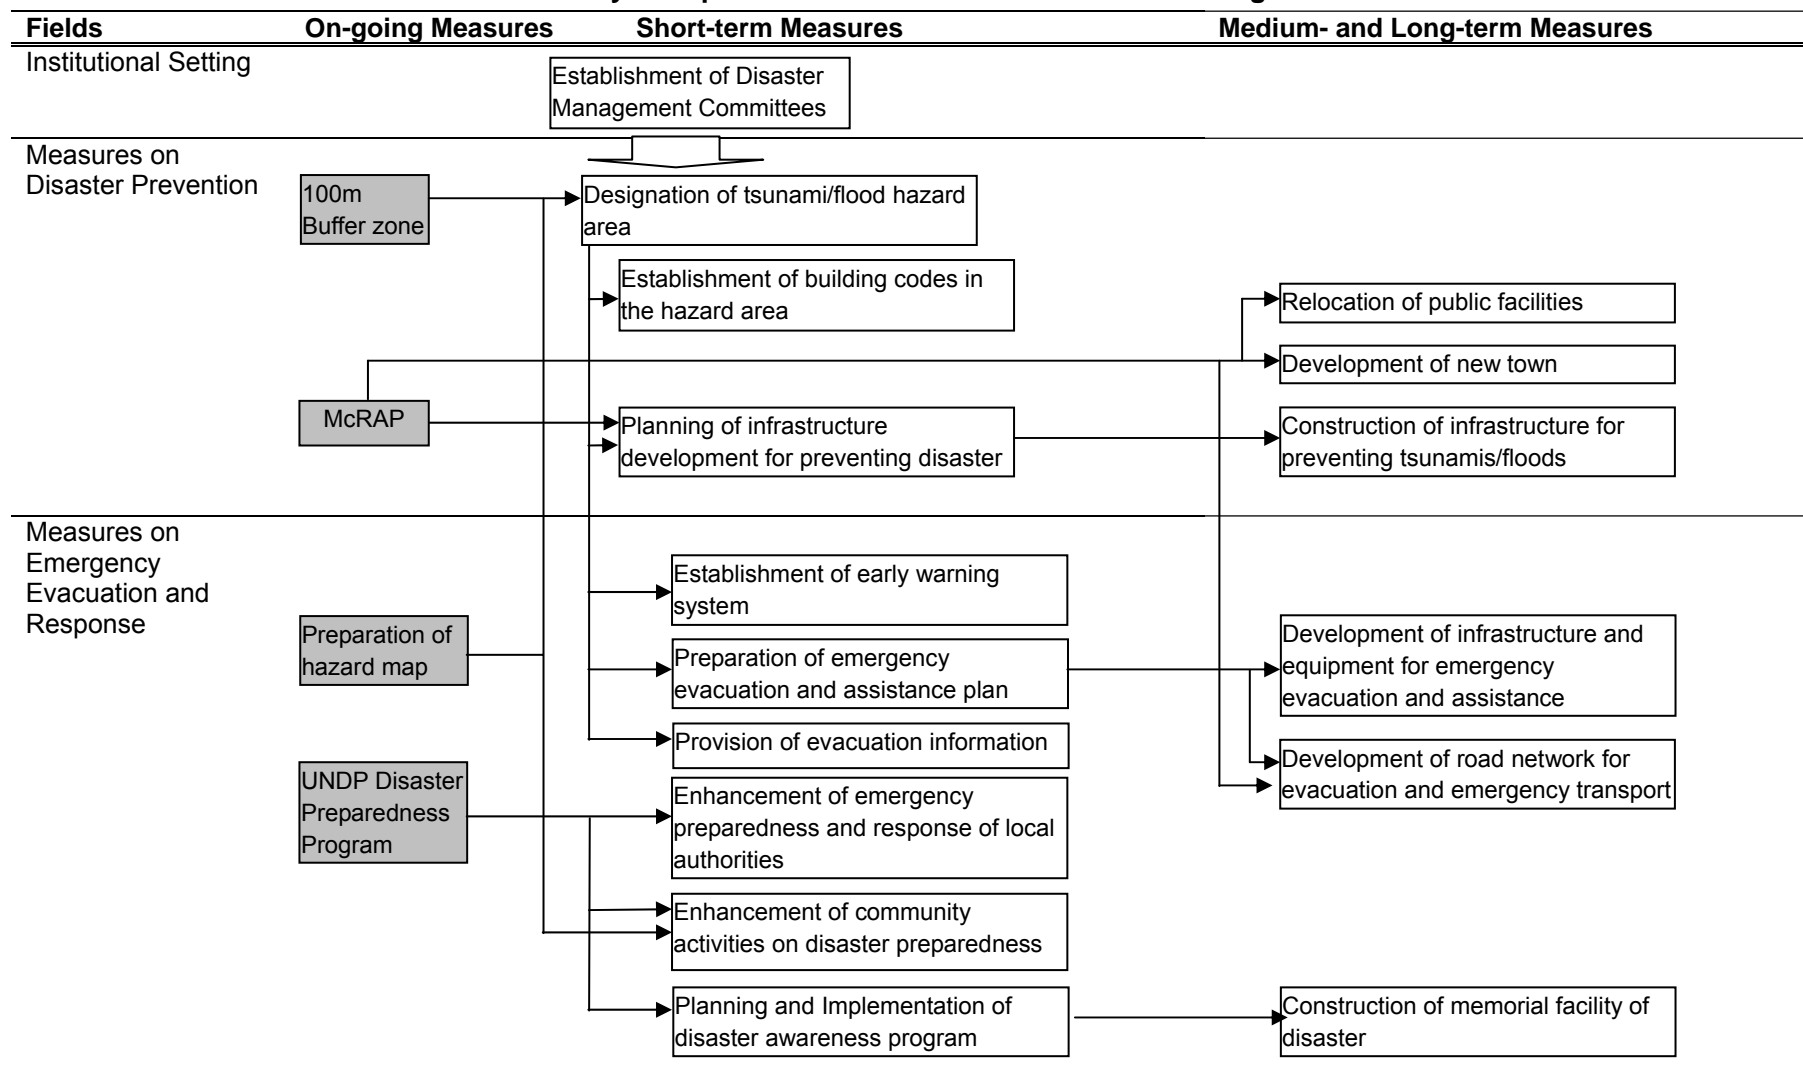 Fields On-going Measures Short-term Measures Medium- and Long-term Measures
Institutional Setting
Establishment of Disaster
Management Committees
Measures on
Disaster Prevention
100m
Buffer zone
Designation of tsunami/flood hazard
area
Establishment of building codes in
the hazard area
Relocation of public facilities
Development of new town
McRAP
Planning of infrastructure
development for preventing disaster
Construction of infrastructure for
preventing tsunamis/floods
Measures on
Emergency
Evacuation and
Response
Establishment of early warning
system
Preparation of
hazard map
Preparation of emergency
evacuation and assistance plan
Development of infrastructure and
equipment for emergency
evacuation and assistance
Provision of evacuation information
Development of road network for
evacuation and emergency transport
UNDP Disaster
Preparedness
Program
Enhancement of emergency
preparedness and response of local
authorities
Enhancement of community
activities on disaster preparedness
Planning and Implementation of
disaster awareness program
Construction of memorial facility of
disaster